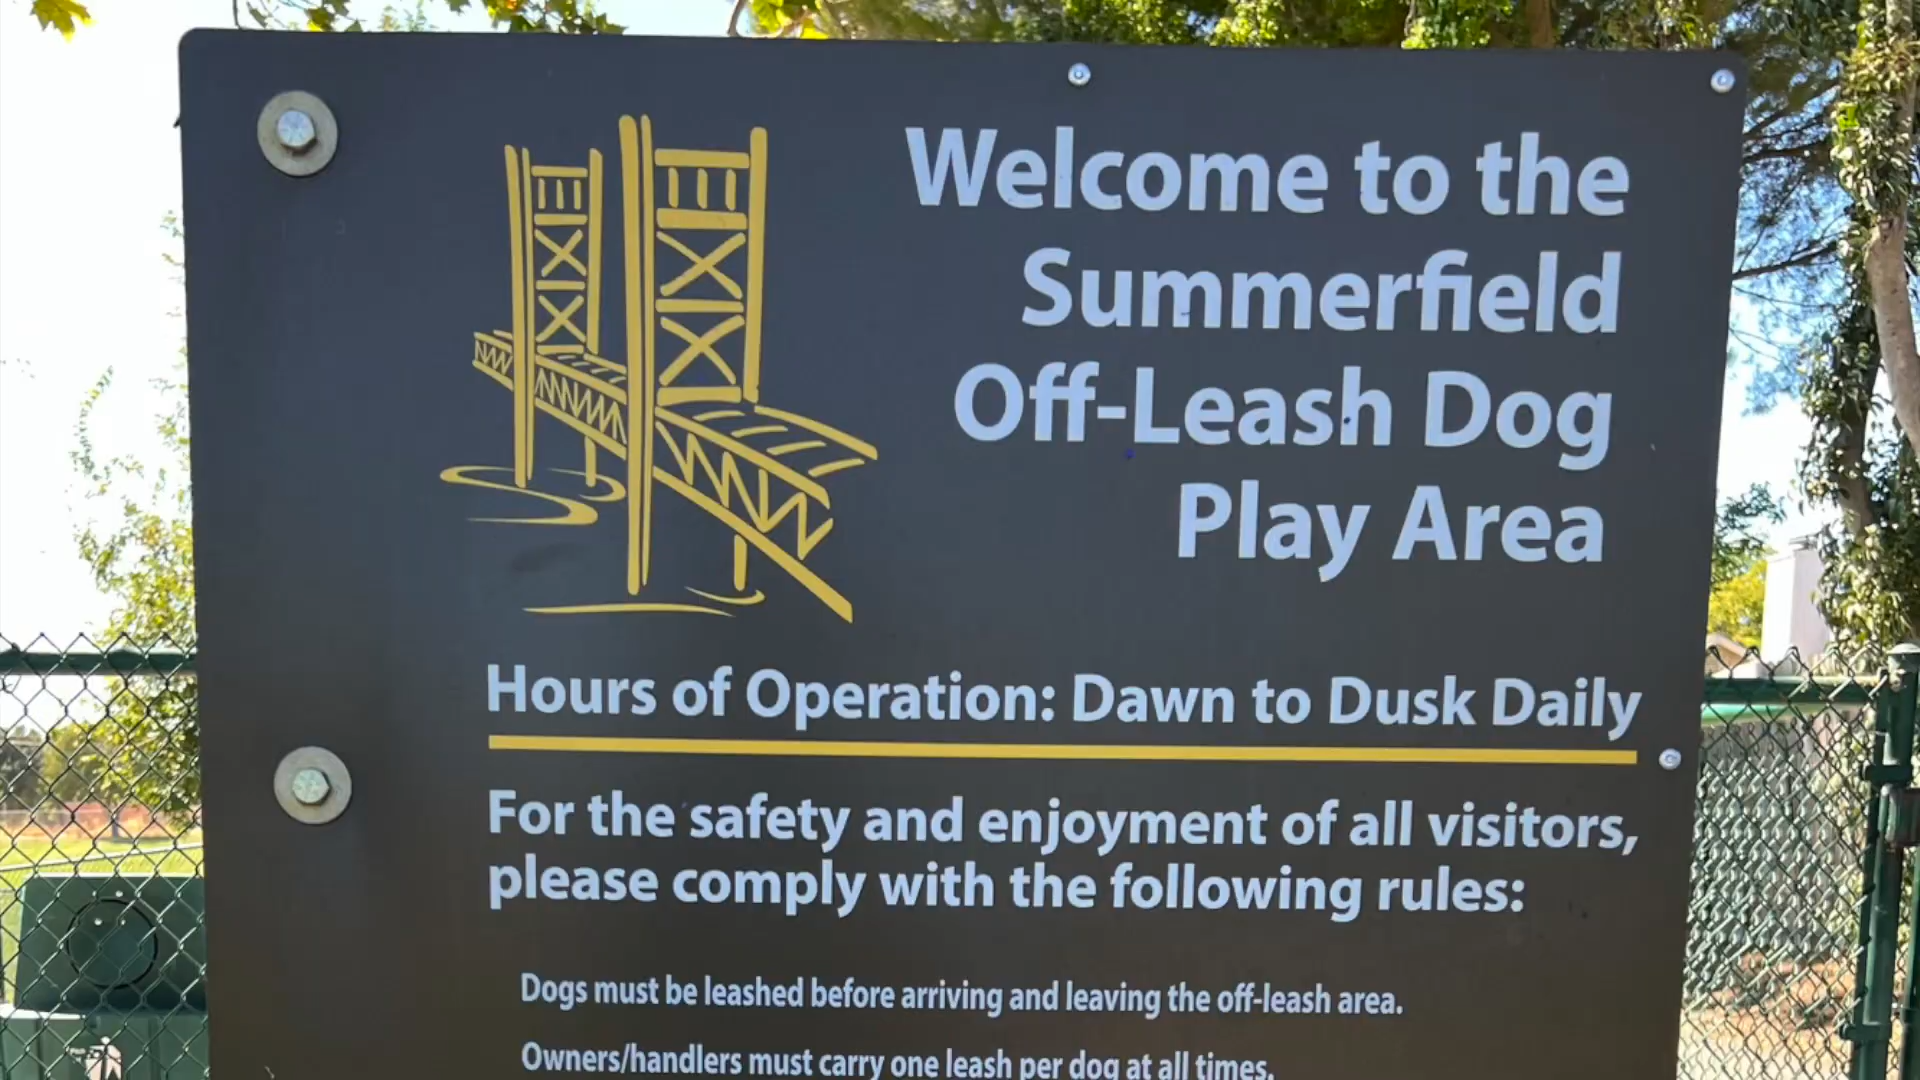 Welcome to the
Summerfield
Off-Leash Dog
Play Area
Hours of Operation: Dawn to Dusk Daily
For the safety and enjoyment of all visitors,
please comply with the following rules:
Dogs must be leashed before arriving and leaving the off-leash area.
Owners/handlers must carry one leash per dog at all times.